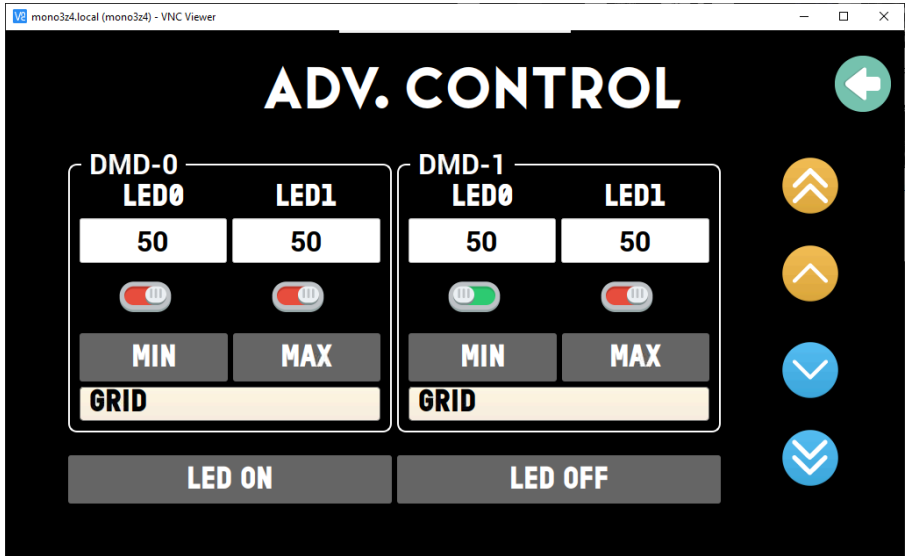 mono3z4.local (mono3z4) - VNC Viewer
ADV. CONTROL
DMD-0
LED0 LED1
50 50
MIN MAX
GRID
DMD-1
LED0 LED1
50 50
MIN MAX
GRID
LED ON LED OFF